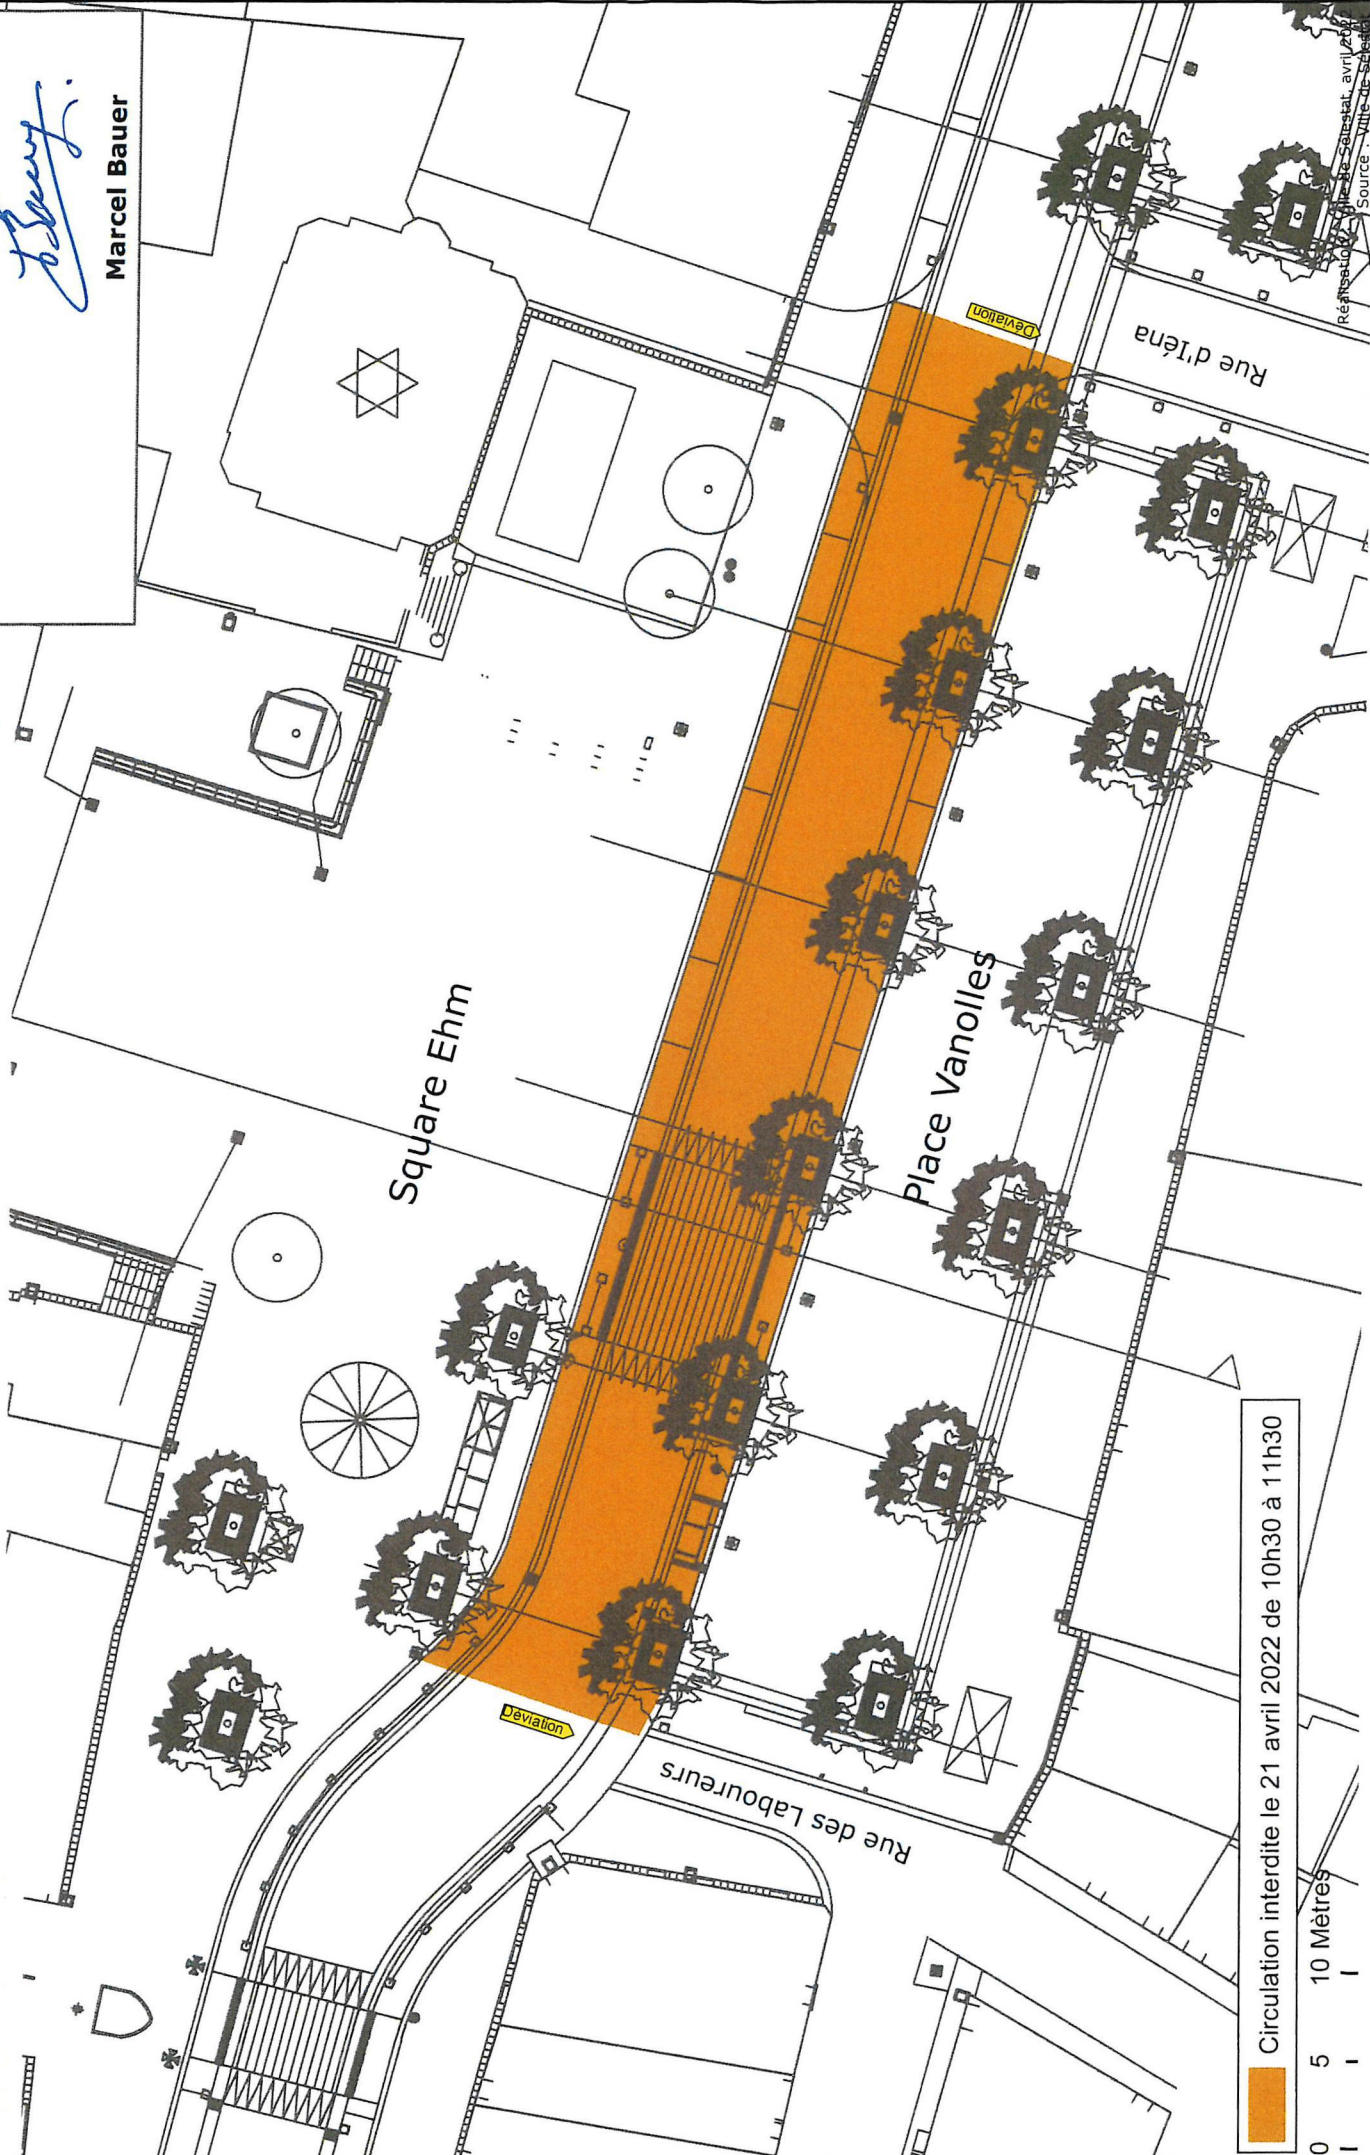 Marcel Bauer
Square Ehm
Place Vanolles
Rue d'Iéna
Rue des Laboureurs
Déviation
Déviation
Circulation interdite le 21 avril 2022 de 10h30 à 11h30
0 5 10 Mètres
Réalisation : Ville de Sélestat, avril 2022
Source : Ville de Sélestat